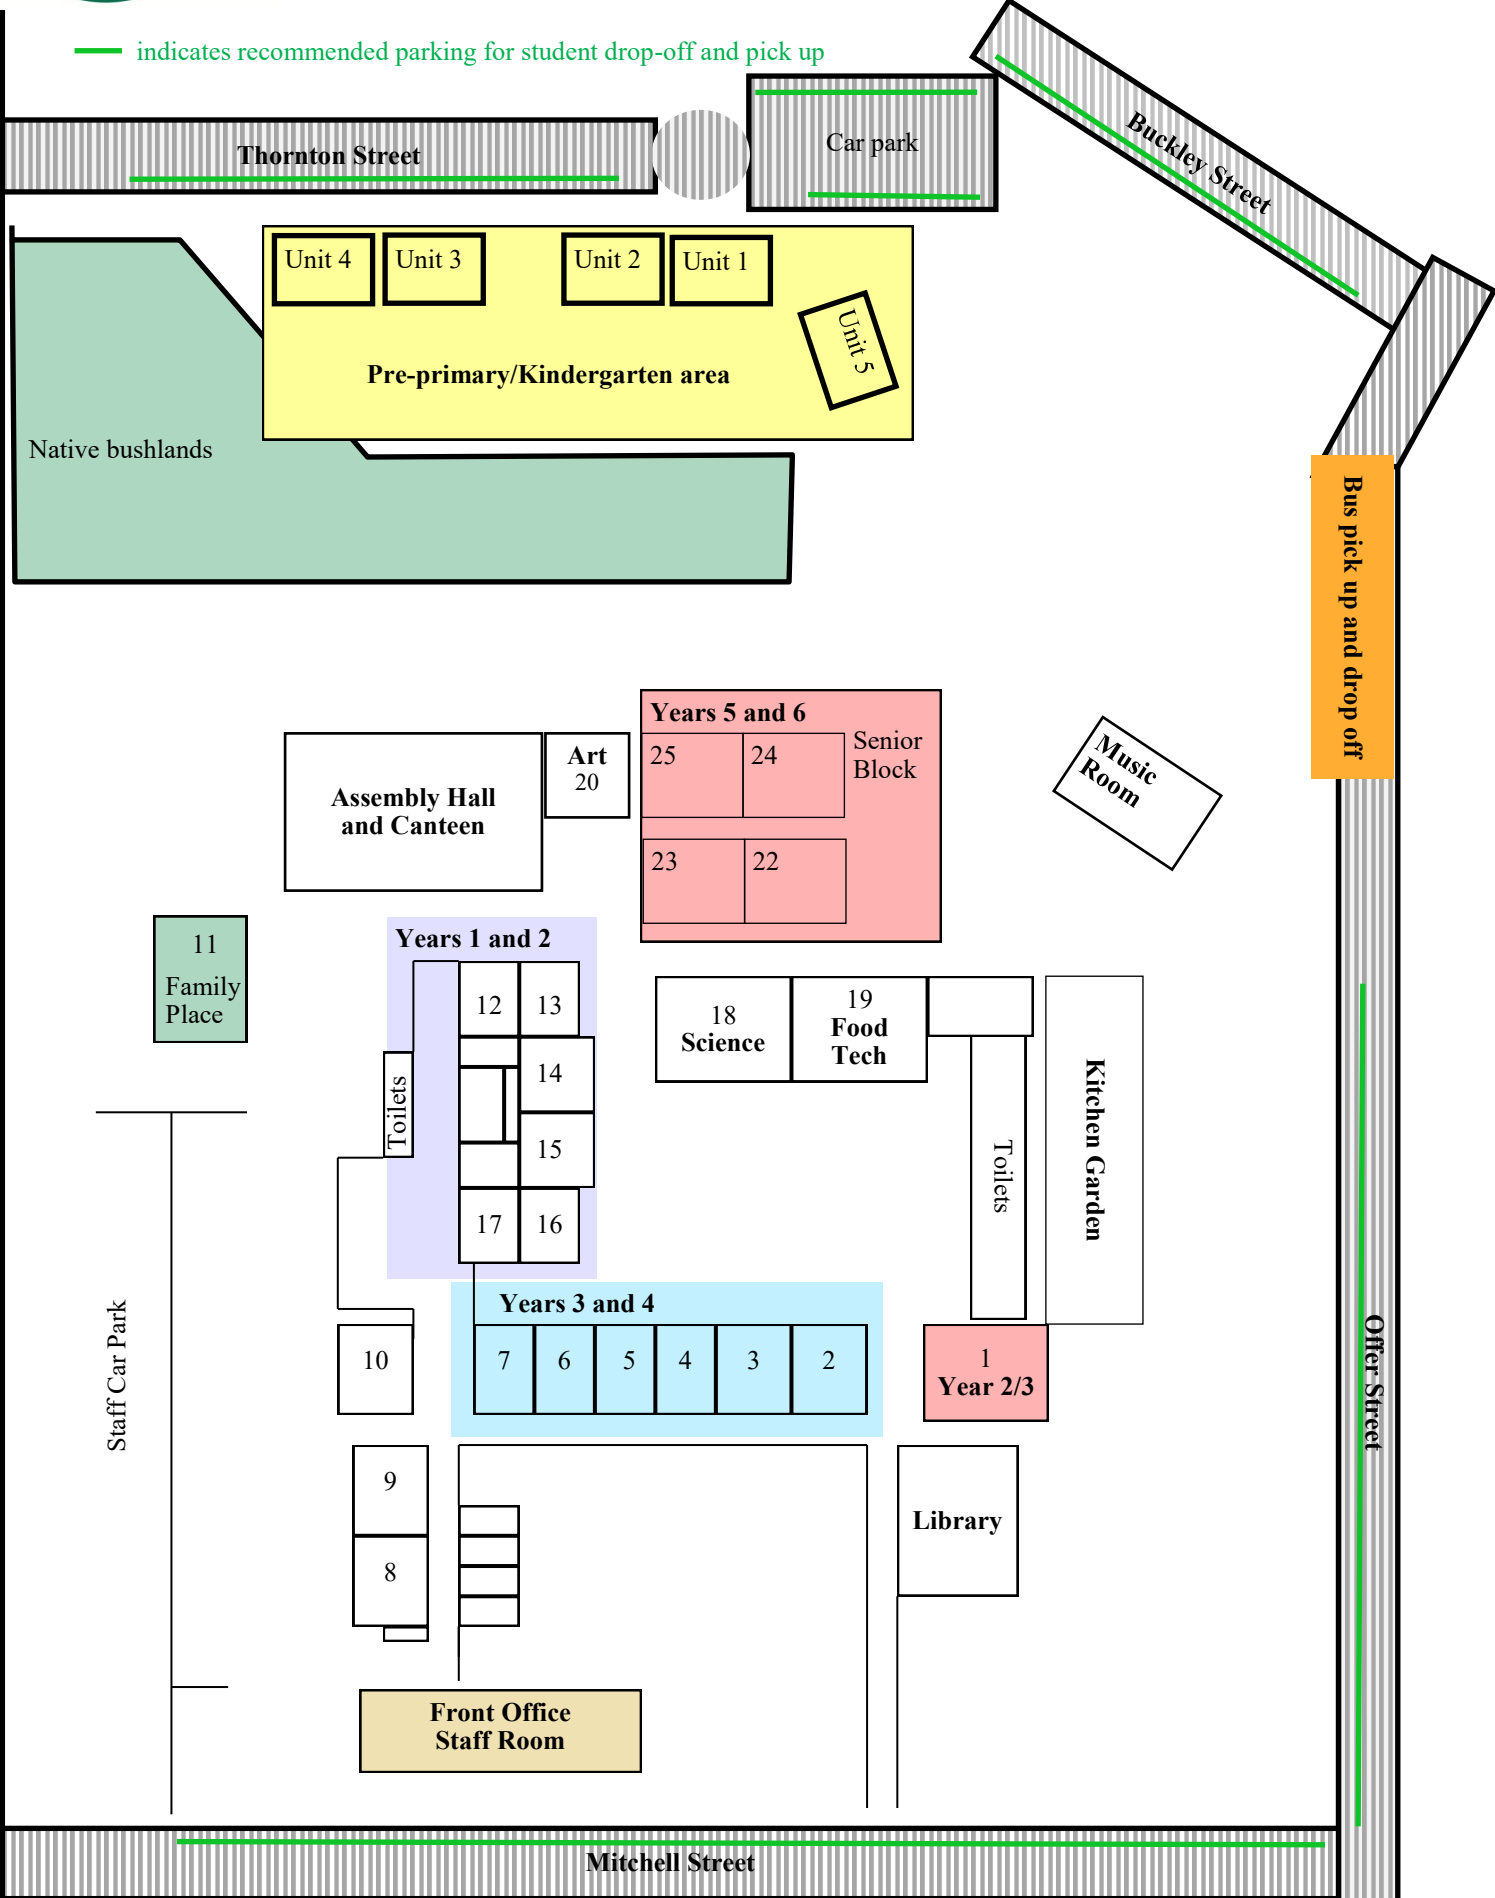 indicates recommended parking for student drop-off and pick up
Buckley Street
Car park
Thornton Street
Unit 4
Unit 3
Unit 2
Unit 1
Unit 5
Pre-primary/Kindergarten area
Native bushlands
Bus pick up and drop off
Years 5 and 6
25
24
Senior
Block
23
22
Art
20
Assembly Hall
and Canteen
Music
Room
11
Family
Place
Years 1 and 2
12
13
14
15
17
16
Toilets
18
Science
19
Food
Tech
Toilets
Kitchen Garden
Years 3 and 4
7
6
5
4
3
2
1
Year 2/3
10
Staff Car Park
Offer Street
9
8
Library
Front Office
Staff Room
Mitchell Street